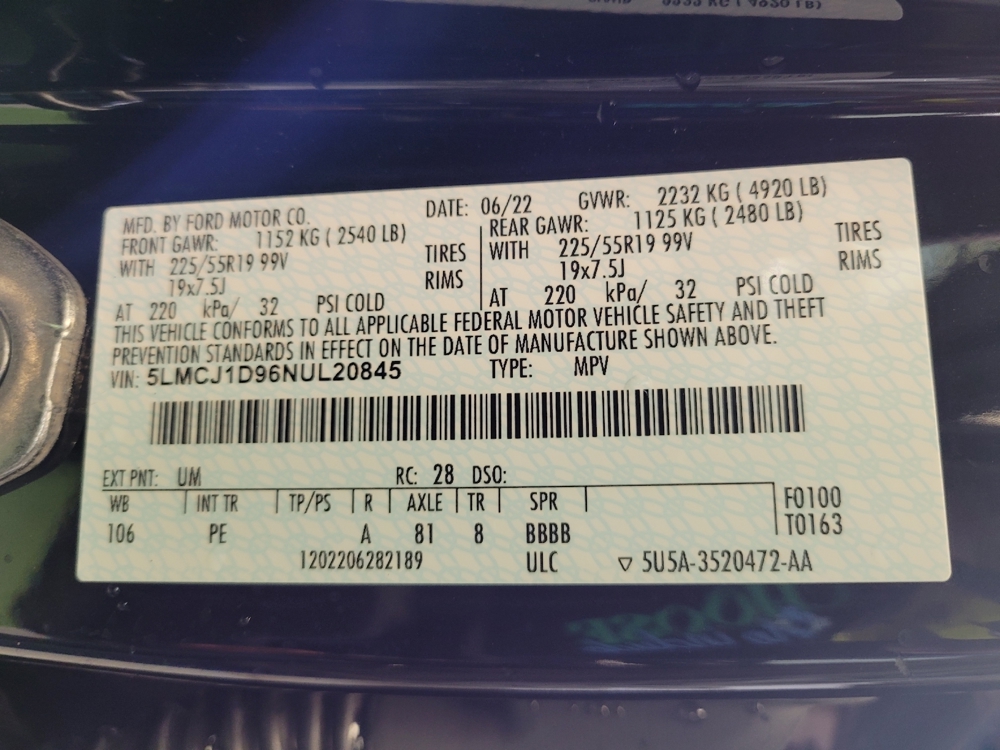 MFD. BY FORD MOTOR CO. DATE: 06/22 GVWR: 2232 KG ( 4920 LB)
FRONT GAWR: 1152 KG ( 2540 LB) REAR GAWR: 1125 KG ( 2480 LB)
WITH 225/55R19 99V TIRES WITH 225/55R19 99V TIRES
19x7.5J RIMS 19x7.5J RIMS
AT 220 kPa/ 32 PSI COLD AT 220 kPa/ 32 PSI COLD
THIS VEHICLE CONFORMS TO ALL APPLICABLE FEDERAL MOTOR VEHICLE SAFETY AND THEFT
PREVENTION STANDARDS IN EFFECT ON THE DATE OF MANUFACTURE SHOWN ABOVE.
VIN: 5LMCJ1D96NUL20845 TYPE: MPV
EXT PNT: UM RC: 28 DSO:
WB INT TR TP/PS R AXLE TR SPR F0100
106 PE A 81 8 BBBB T0163
1202206282189 ULC ▽ 5U5A-3520472-AA